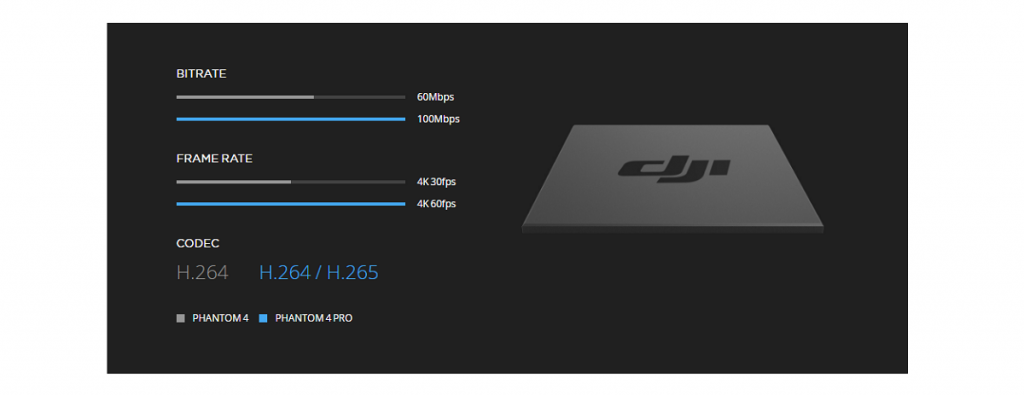 BITRATE
60Mbps
100Mbps
FRAME RATE
4K 30fps
4K 60fps
CODEC
H.264 H.264 / H.265
PHANTOM 4 PHANTOM 4 PRO
dji